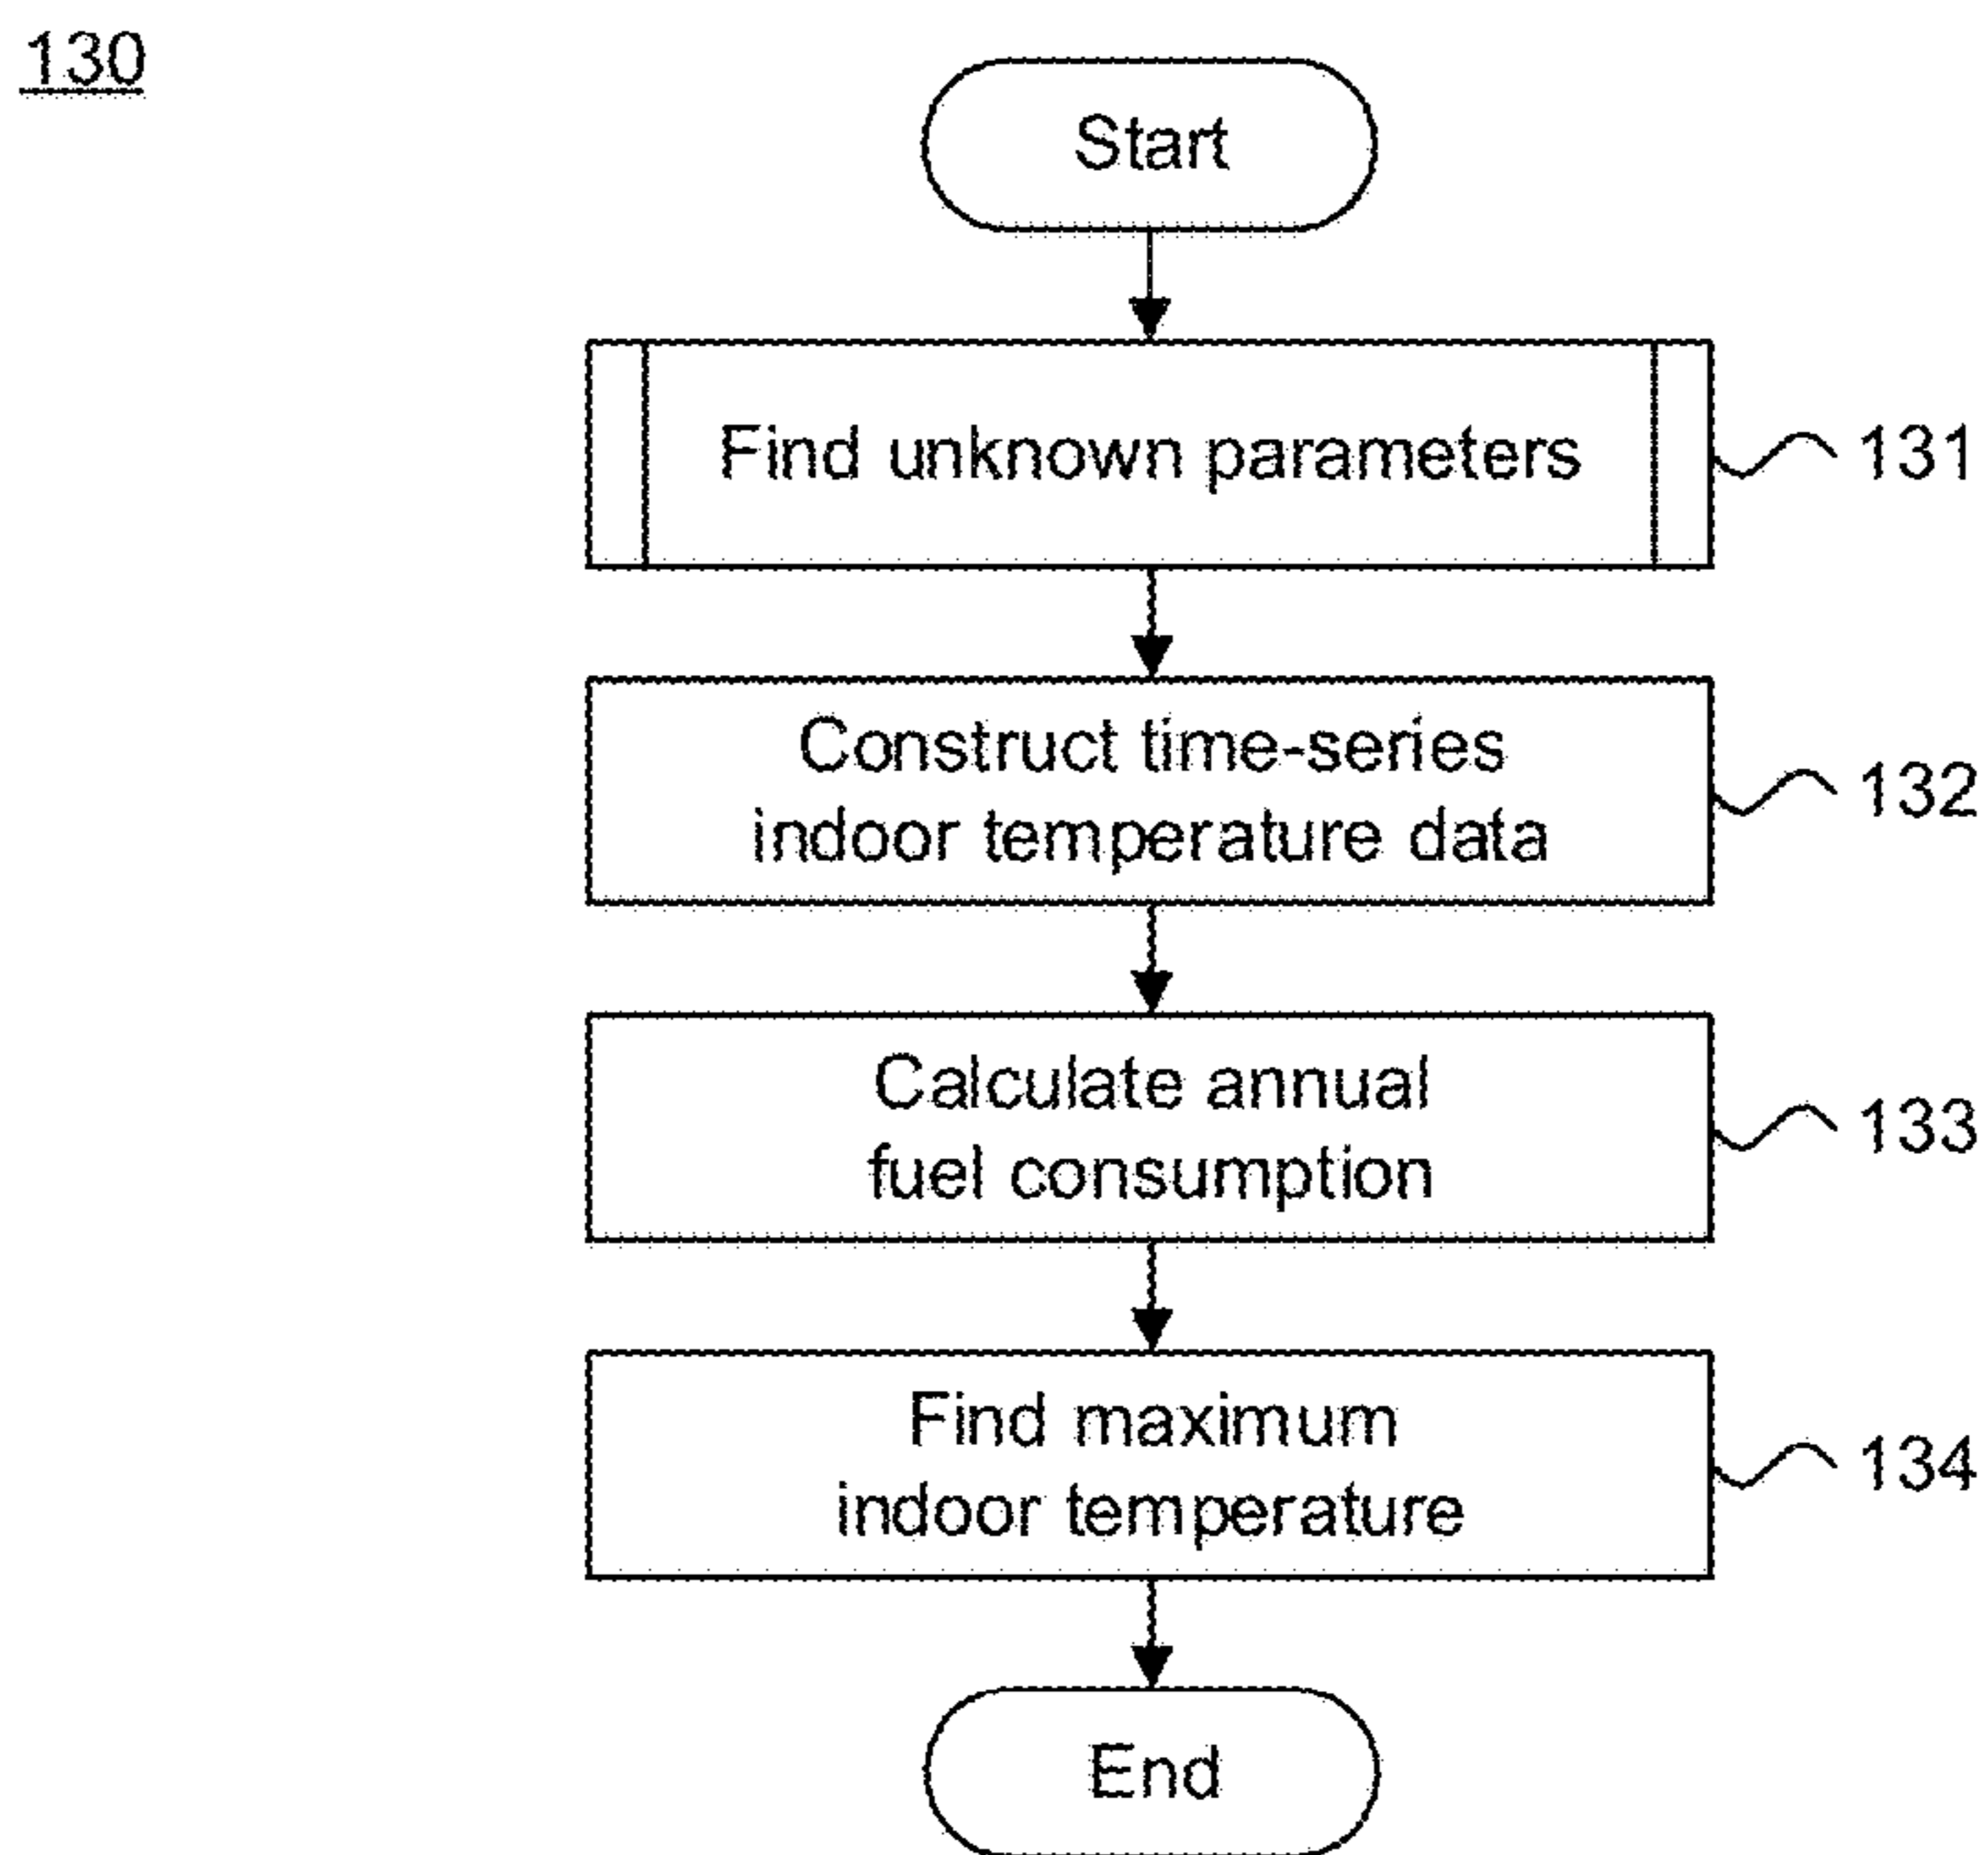 130
Start
Find unknown parameters
131
Construct time-series
indoor temperature data
132
Calculate annual
fuel consumption
133
Find maximum
indoor temperature
134
End